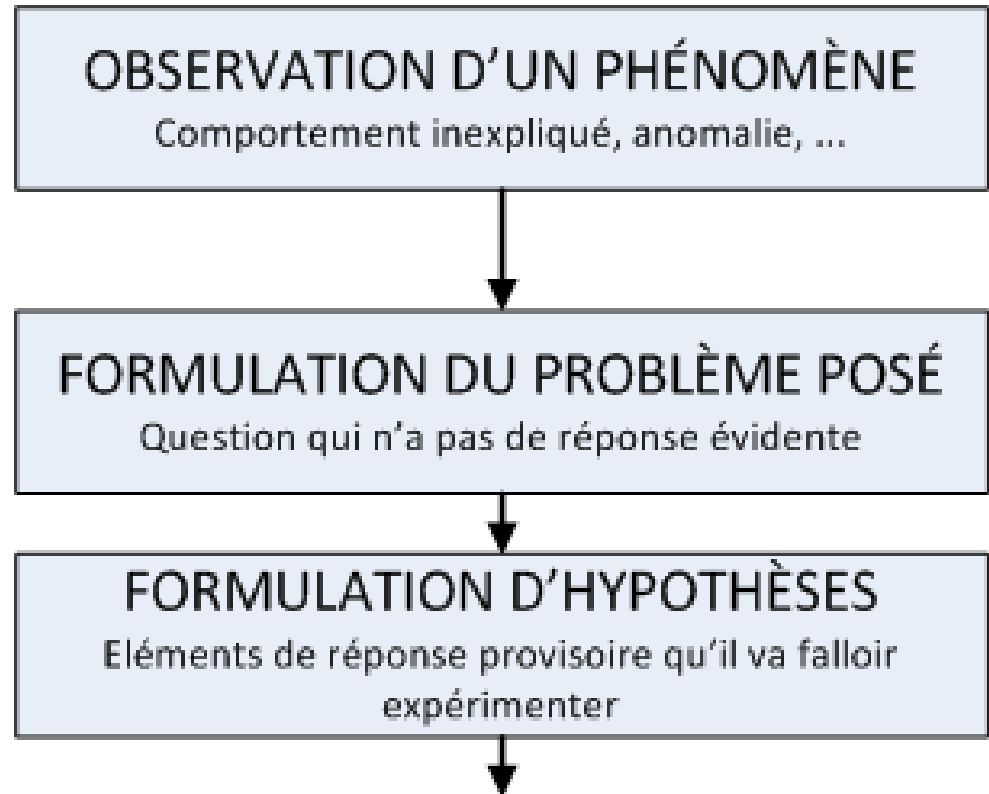 OBSERVATION D'UN PHÉNOMÈNE
Comportement inexpliqué, anomalie, ...
FORMULATION DU PROBLÈME POSÉ
Question qui n'a pas de réponse évidente
FORMULATION D'HYPOTHÈSES
Eléments de réponse provisoire qu'il va falloir
expérimenter